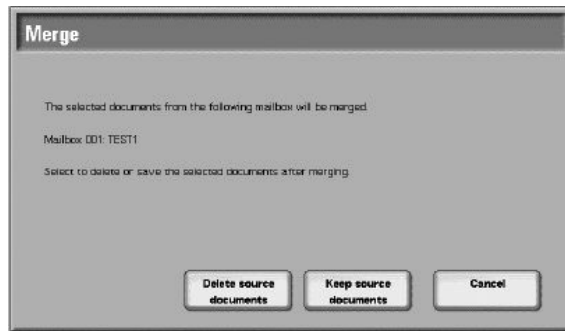 Merge
The selected documents from the following mailbox will be merged.
Mailbox 001: TEST1
Select to delete or save the selected documents after merging.
Delete source
documents
Keep source
documents
Cancel